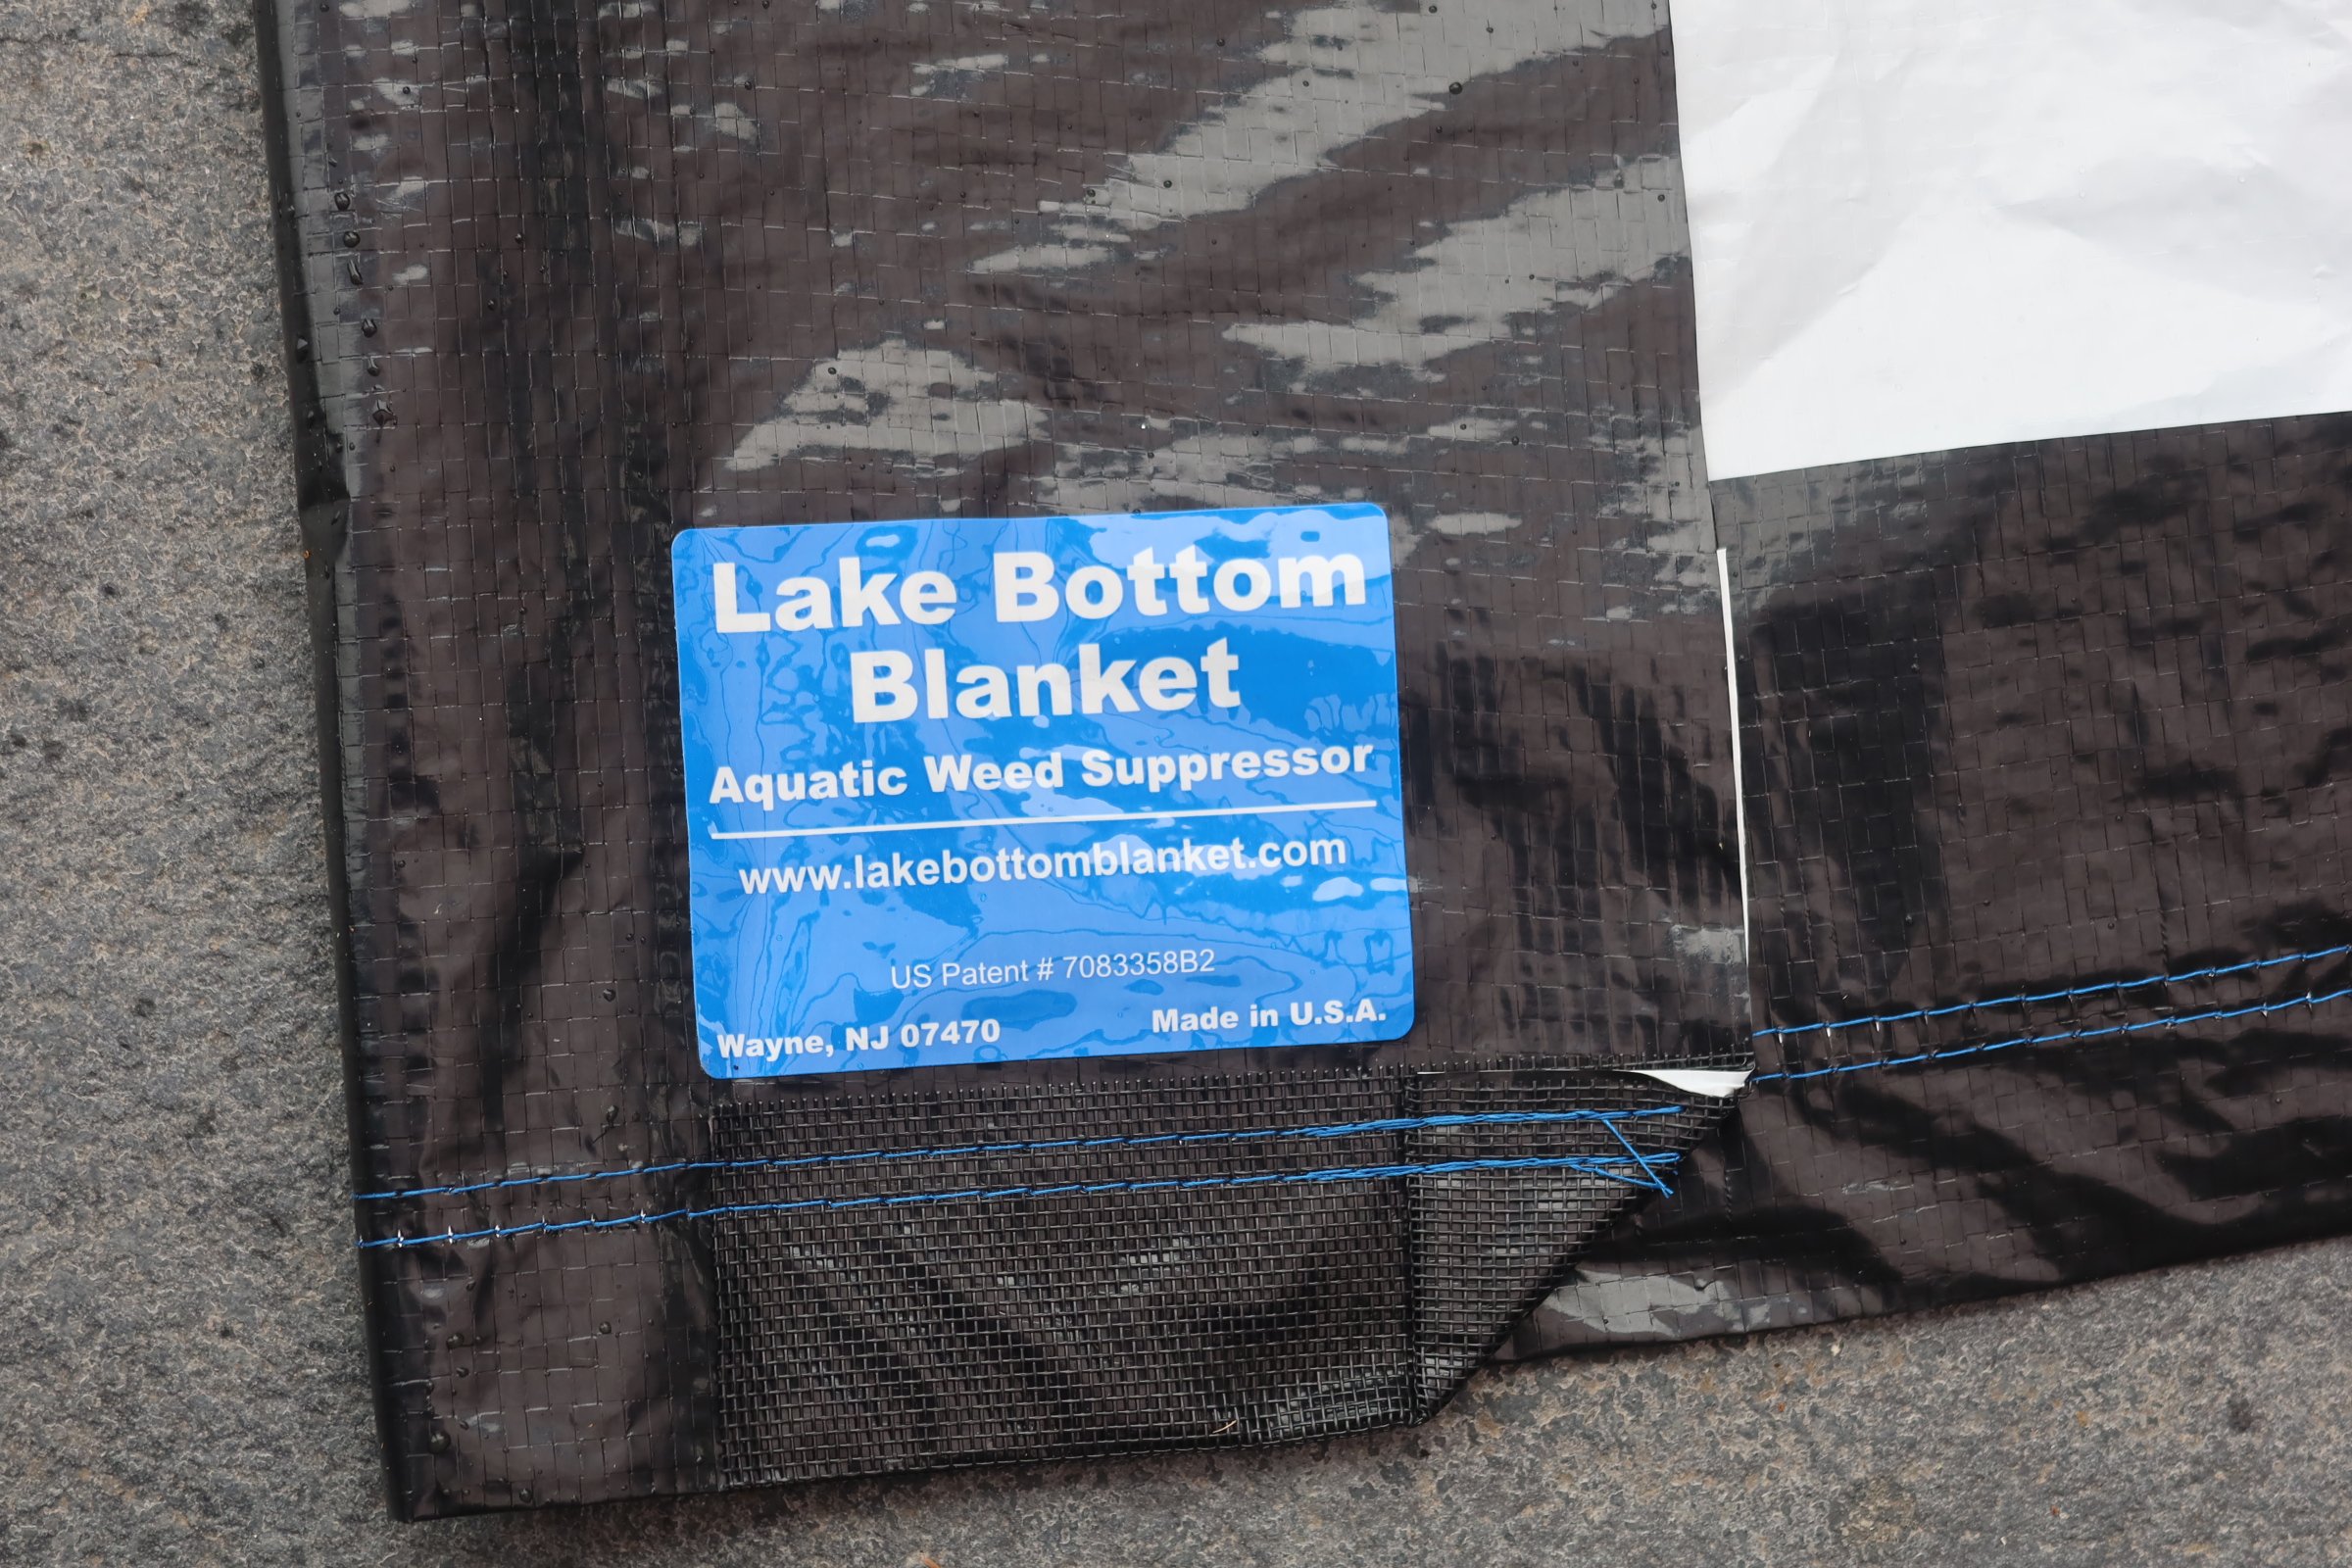 Lake Bottom
Blanket
Aquatic Weed Suppressor
www.lakebottomblanket.com
US Patent # 7083358B2
Wayne, NJ 07470 Made in U.S.A.